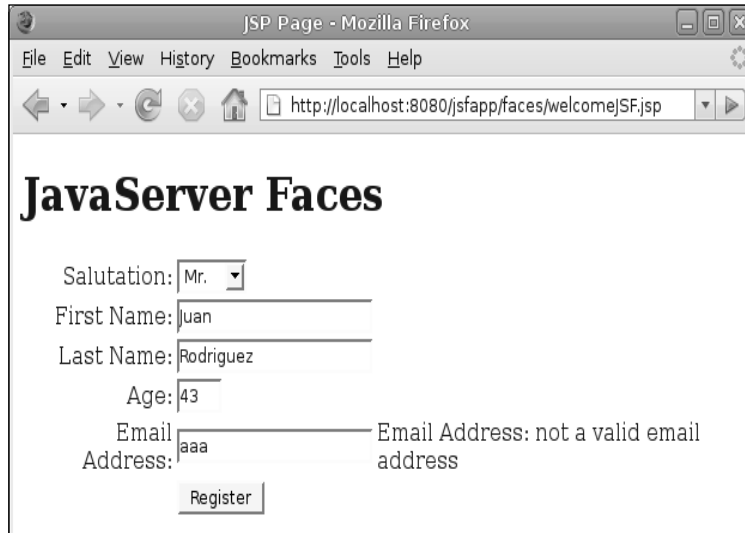 JSP Page - Mozilla Firefox
File Edit View History Bookmarks Tools Help
http://localhost:8080/jsfapp/faces/welcomeJSF.jsp
JavaServer Faces
Salutation: Mr.
First Name: Juan
Last Name: Rodriguez
Age: 43
Email Address: aaa Email Address: not a valid email
address
Register